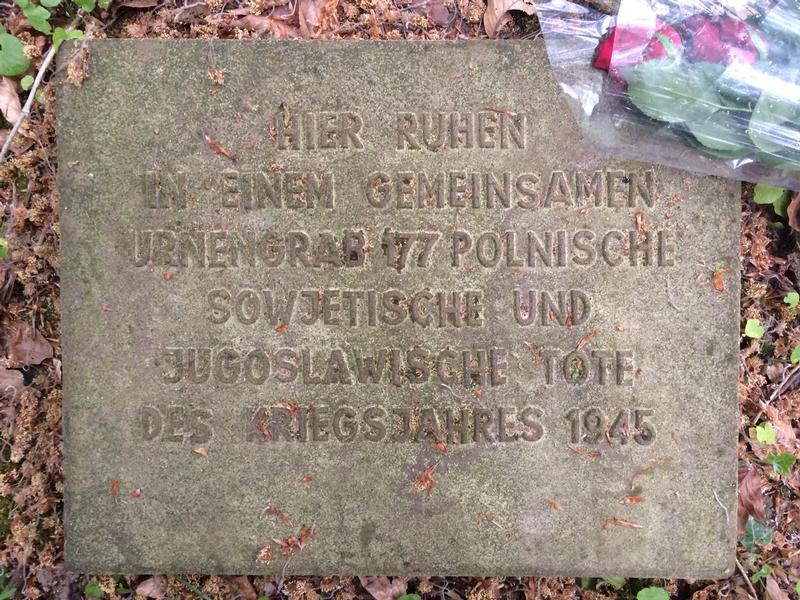 HIER RUHEN
IN EINEM GEMEINSAMEN
URNENGRAB 177 POLNISCHE
SOWJETISCHE UND
JUGOSLAWISCHE TOTE
DES KRIEGSJAHRES 1945